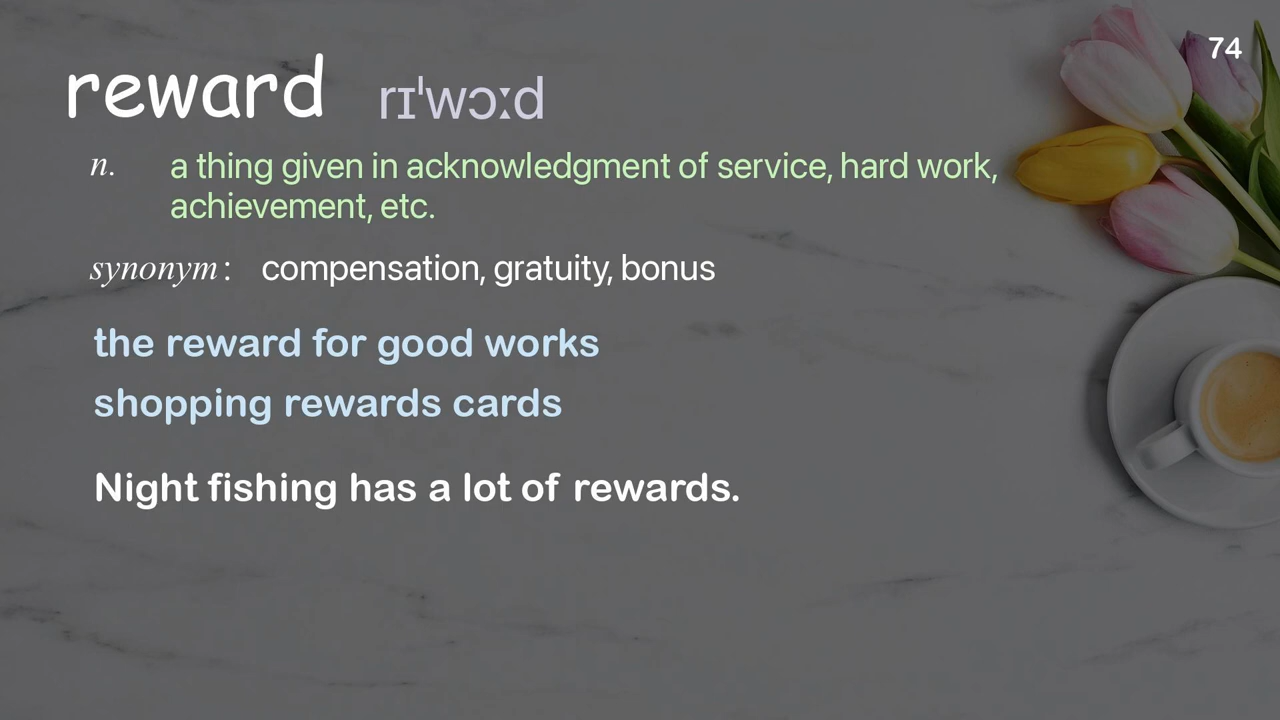 74
reward rɪˈwɔːd
n. a thing given in acknowledgment of service, hard work,
achievement, etc.
synonym: compensation, gratuity, bonus
the reward for good works
shopping rewards cards
Night fishing has a lot of rewards.